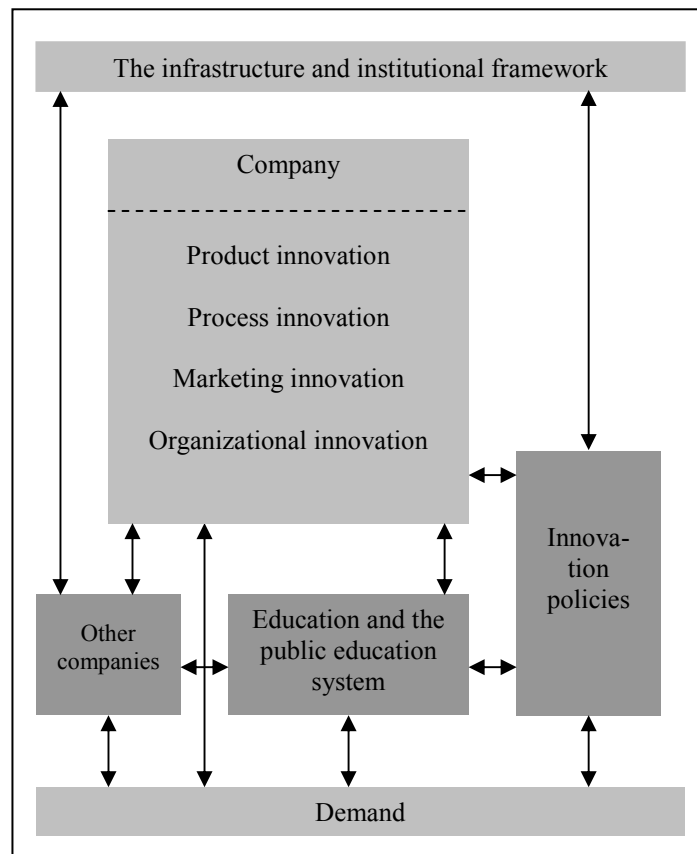 The infrastructure and institutional framework
Company
Product innovation
Process innovation
Marketing innovation
Organizational innovation
Innova-
tion
policies
Other
companies
Education and the
public education
system
Demand